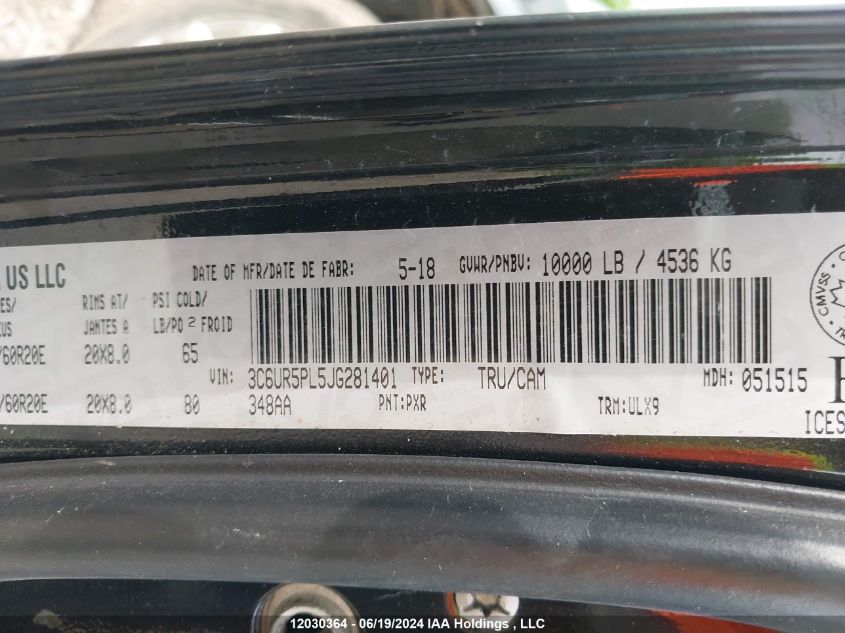 US LLC
DATE OF MFR/DATE DE FABR: 5-18 GVWR/PNBV: 10000 LB / 4536 KG
RIMS AT/ PSI COLD/
JANTES A LB/PO 2 FROID
/60R20E 20X8.0 65
VIN: 3C6UR5PL5JG281401 TYPE: TRU/CAM MDH: 051515
/60R20E 20X8.0 80 348AA PNT:PXR TRM:ULX9
CMVSS
ICES
12030364 - 06/19/2024 IAA Holdings , LLC